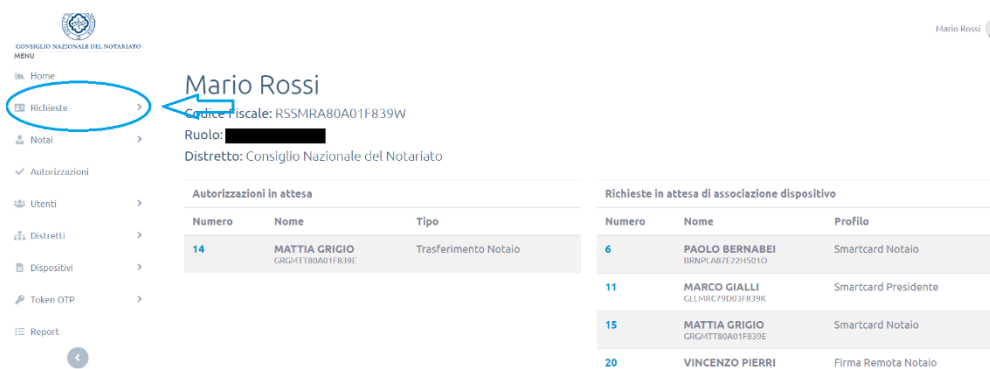 CONSIGLIO NAZIONALE DEL NOTARIATO
MENU
Home
Richieste
Notai
Autorizzazioni
Utenti
Distretti
Dispositivi
Token OTP
Report
Mario Rossi
Mario Rossi
Codice Fiscale: RSSMRA80A01F839W
Ruolo:
Distretto: Consiglio Nazionale del Notariato
Autorizzazioni in attesa
Numero Nome Tipo
14 MATTIA GRIGIO Trasferimento Notaio
GRGMTT80A01F839E
Richieste in attesa di associazione dispositivo
Numero Nome Profilo
6 PAOLO BERNABEI Smartcard Notaio
BRNPLA87E22H501O
11 MARCO GIALLI Smartcard Presidente
GLLMRC79D03F839K
15 MATTIA GRIGIO Smartcard Notaio
GRGMTT80A01F839E
20 VINCENZO PIERRI Firma Remota Notaio